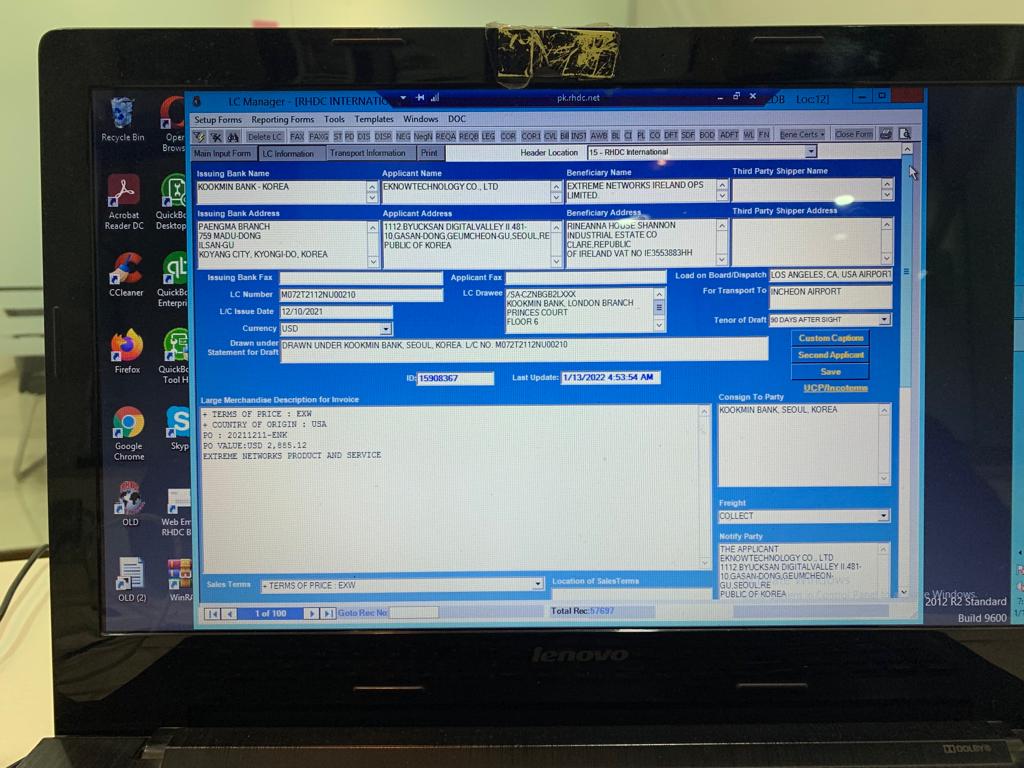 LC Manager - [RHDC INTERNATIO
pk.rhdc.net
DB Loc:12]
Setup Forms Reporting Forms Tools Templates Windows DOC
Delete LC FAX FAXG ST PD DIS DISR NEG NegN REQA REQB LEG COR COR1 CVL Bill INST AWB BL CI PL CO DFT SDF BOD ADFT WL FN Bene Certs Close Form
Main Input Form LC Information Transport Information Print Header Location 15 - RHDC International
Issuing Bank Name Applicant Name Beneficiary Name Third Party Shipper Name
KOOKMIN BANK - KOREA
EKNOWTECHNOLOGY CO., LTD
EXTREME NETWORKS IRELAND OPS
LIMITED.
Issuing Bank Address Applicant Address Beneficiary Address Third Party Shipper Address
PAENGMA BRANCH
759 MADU-DONG
ILSAN-GU
KOYANG CITY, KYONGI-DO, KOREA
1112.BYUCKSAN DIGITALVALLEY II.481-
10,GASAN-DONG,GEUMCHEON-GU,SEOUL,RE
PUBLIC OF KOREA
RINEANNA HOUSE SHANNON
INDUSTRIAL ESTATE CO
CLARE,REPUBLIC
OF IRELAND VAT NO IE3553883HH
Issuing Bank Fax
Applicant Fax
Load on Board/Dispatch LOS ANGELES, CA, USA AIRPORT
LC Number M072T2112NU00210
LC Drawee /SA-CZNBGB2LXXX
KOOKMIN BANK, LONDON BRANCH
PRINCES COURT
FLOOR 6
For Transport To INCHEON AIRPORT
L/C Issue Date 12/10/2021
Tenor of Draft 90 DAYS AFTER SIGHT
Currency USD
Drawn under
Statement for Draft
DRAWN UNDER KOOKMIN BANK, SEOUL, KOREA. L/C NO. M072T2112NU00210
Custom Captions
Second Applicant
Save
UCP/Incoterms
ID: 15908367 Last Update: 1/13/2022 4:53:54 AM
Large Merchandise Description for Invoice
+ TERMS OF PRICE : EXW
+ COUNTRY OF ORIGIN : USA
PO : 20211211-ENK
PO VALUE:USD 2,885.12
EXTREME NETWORKS PRODUCT AND SERVICE
Consign To Party
KOOKMIN BANK, SEOUL, KOREA
Freight
COLLECT
Notify Party
THE APPLICANT
EKNOWTECHNOLOGY CO., LTD
1112.BYUCKSAN DIGITALVALLEY II.481-
10,GASAN-DONG,GEUMCHEON-
GU,SEOUL,RE
PUBLIC OF KOREA
Sales Terms + TERMS OF PRICE : EXW Location of SalesTerms
1 of 100 Goto Rec No Total Rec:57697
Recycle Bin
Acrobat
Reader DC
CCleaner
Firefox
Google
Chrome
OLD
OLD (2)
Oper
Brows
QuickBo
Desktop
QuickBo
Enterpri
QuickBo
Tool H
Skyp
Web Em
RHDC B
WinRA
Windows.
2012 R2 Standard
Build 9600
lenovo
DOLBY